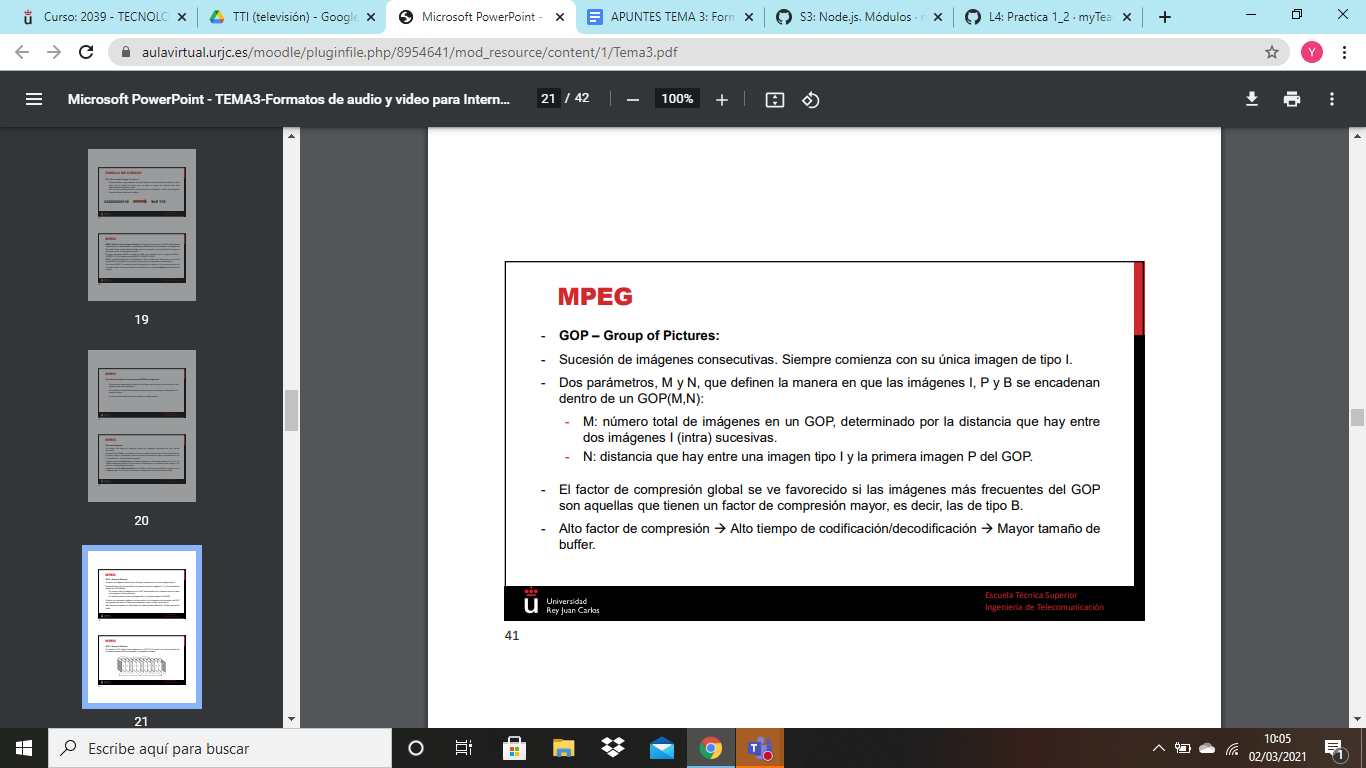 Curso: 2039 - TECNOLO
TTI (televisión) - Google
Microsoft PowerPoint -
APUNTES TEMA 3: Form
S3: Node.js. Módulos · m
L4: Practica 1_2 · myTea
aulavirtual.urjc.es/moodle/pluginfile.php/8954641/mod_resource/content/1/Tema3.pdf
Y
Microsoft PowerPoint - TEMA3-Formatos de audio y video para Intern...
21 / 42
100%
19
20
21
MPEG
- GOP – Group of Pictures:
- Sucesión de imágenes consecutivas. Siempre comienza con su única imagen de tipo I.
- Dos parámetros, M y N, que definen la manera en que las imágenes I, P y B se encadenan
dentro de un GOP(M,N):
- M: número total de imágenes en un GOP, determinado por la distancia que hay entre
dos imágenes I (intra) sucesivas.
- N: distancia que hay entre una imagen tipo I y la primera imagen P del GOP.
- El factor de compresión global se ve favorecido si las imágenes más frecuentes del GOP
son aquellas que tienen un factor de compresión mayor, es decir, las de tipo B.
- Alto factor de compresión → Alto tiempo de codificación/decodificación → Mayor tamaño de
buffer.
Universidad
Rey Juan Carlos
Escuela Técnica Superior
Ingeniería de Telecomunicación
41
Escribe aquí para buscar
10:05
02/03/2021
1